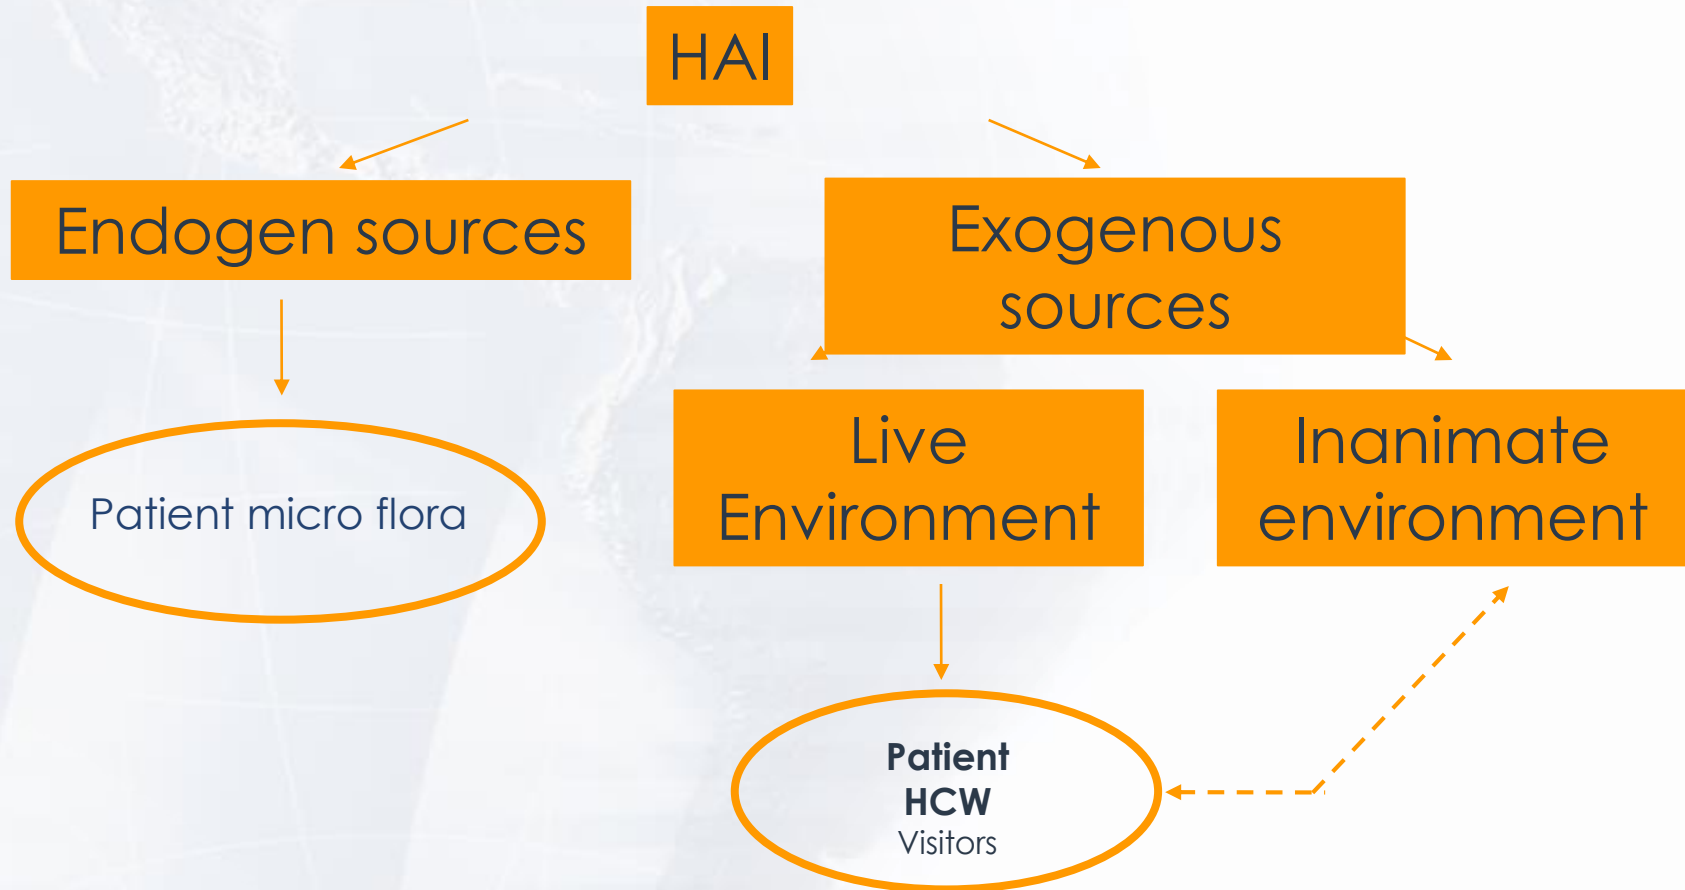 HAI
Endogen sources
Exogenous
sources
Patient micro flora
Live
Environment
Inanimate
environment
Patient
HCW
Visitors